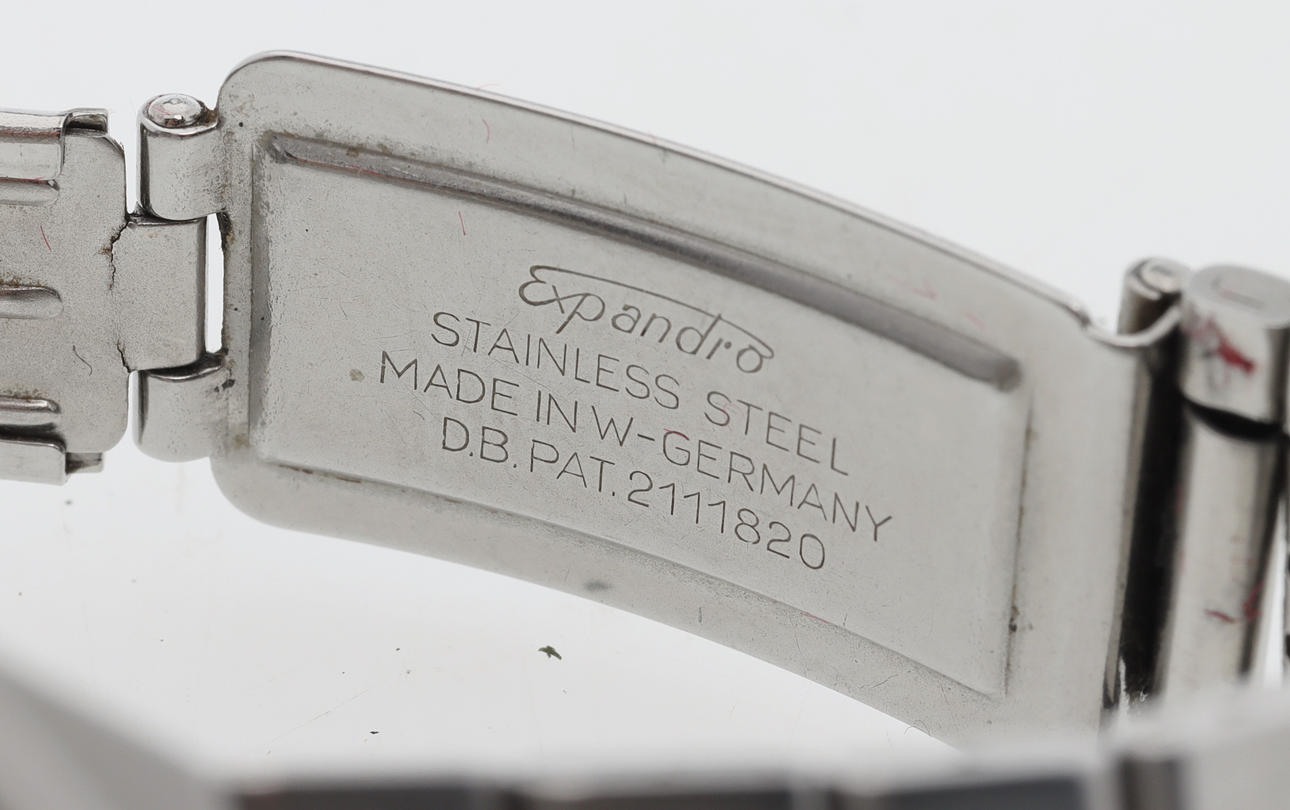 Expandro
STAINLESS STEEL
MADE IN W-GERMANY
D.B.PAT.2111820